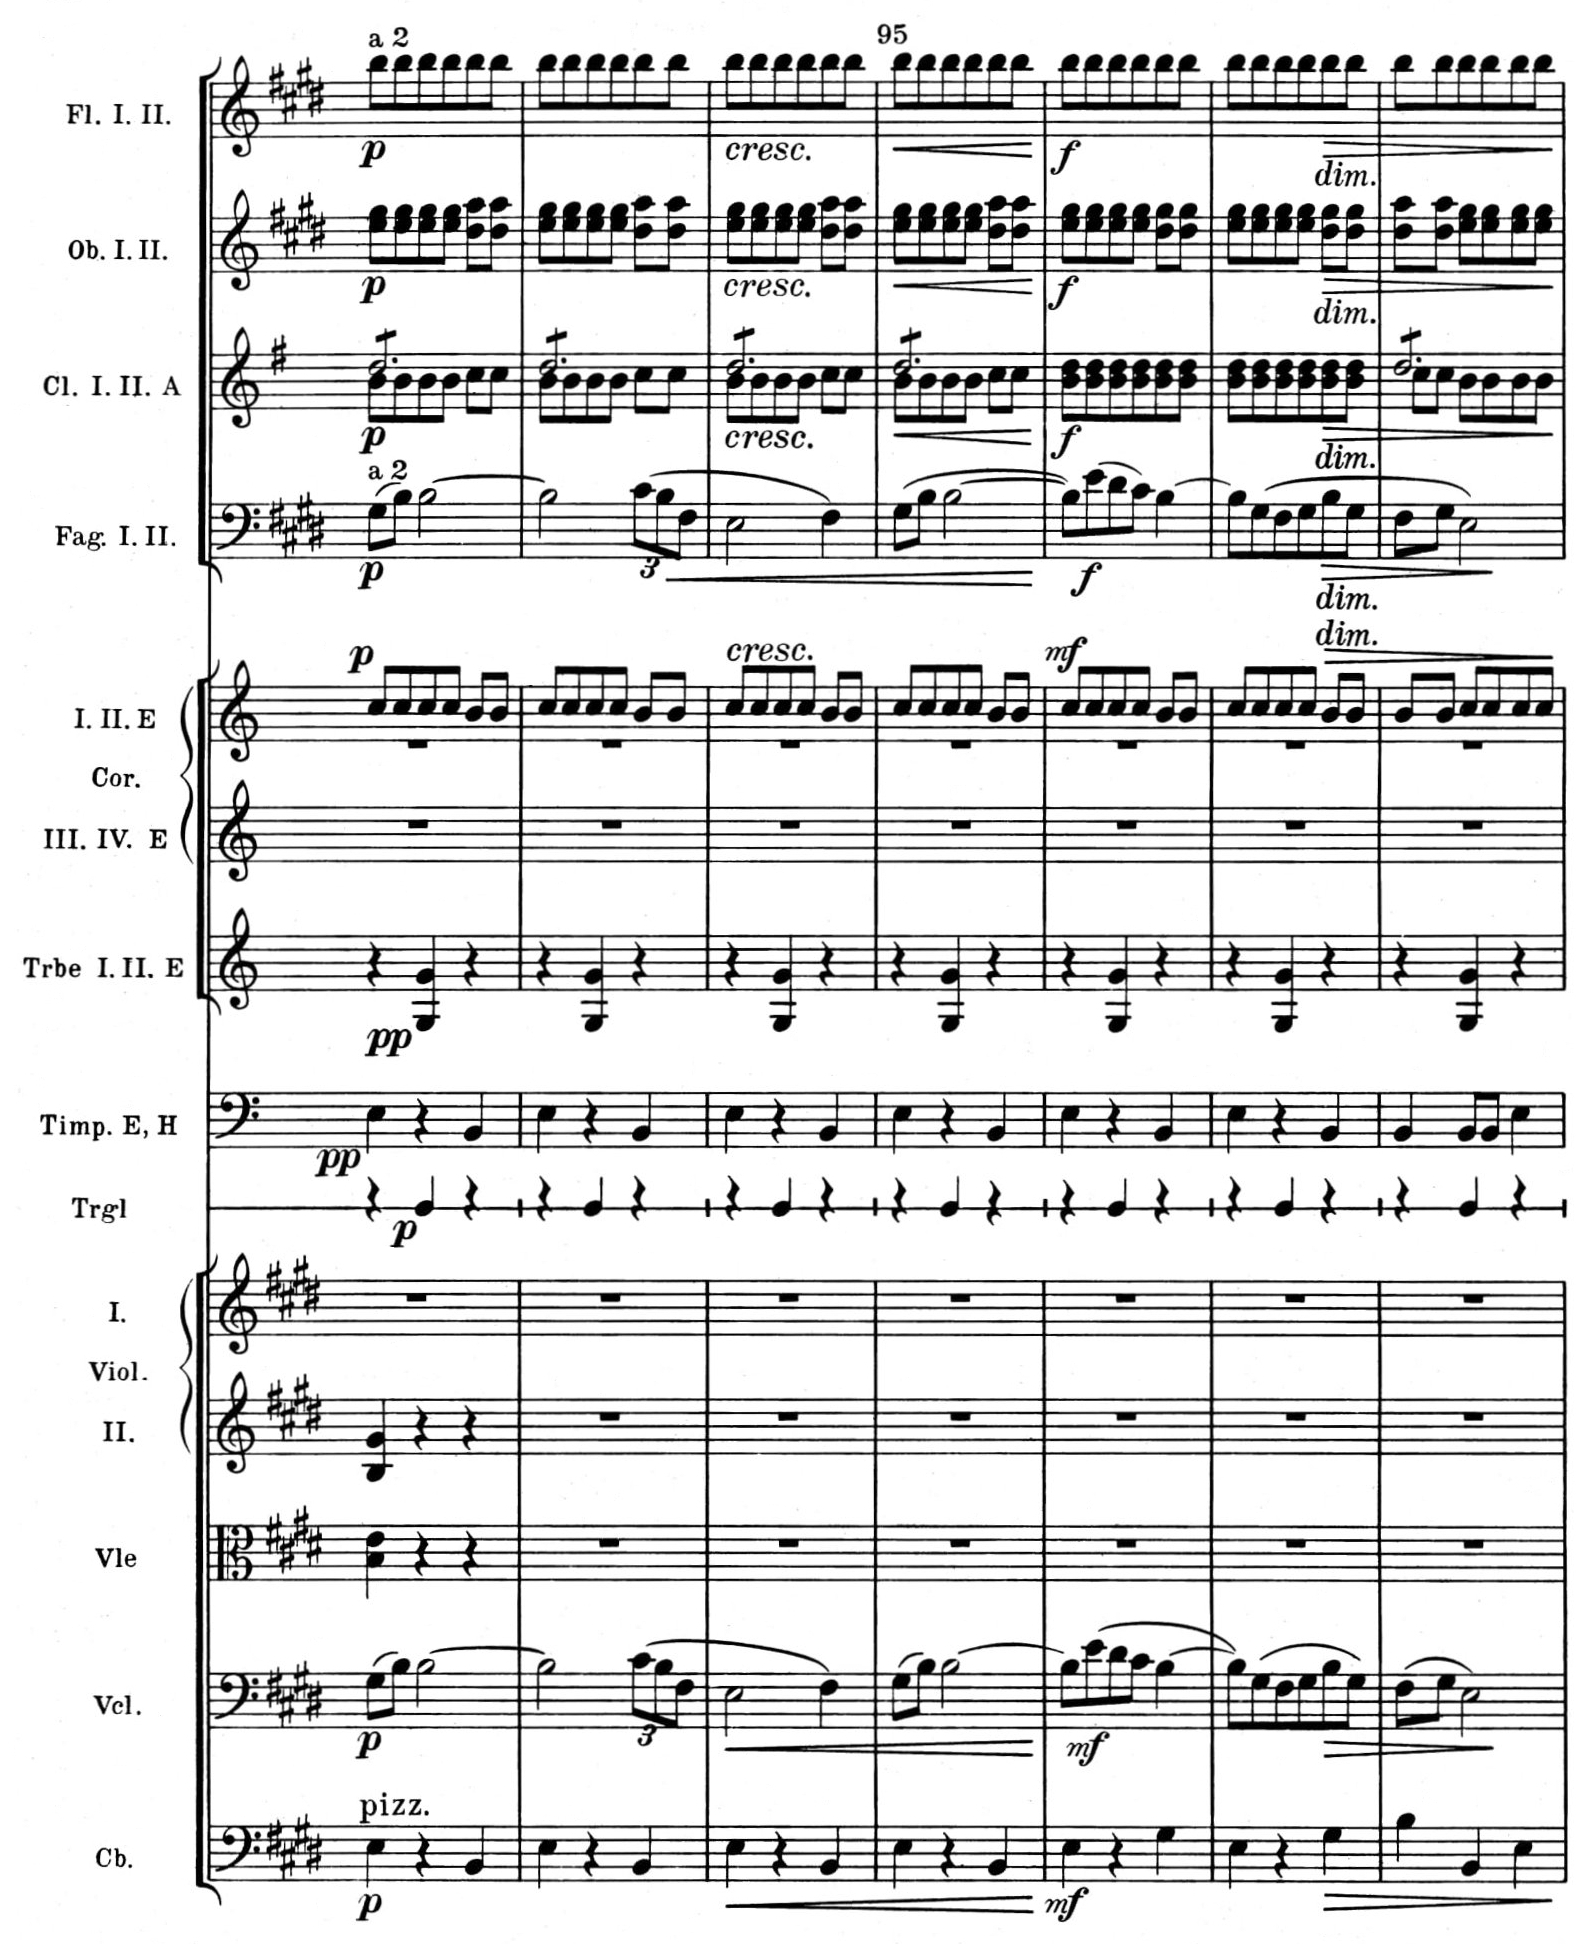 a 2 95
Fl. I. II.
p cresc. f dim.
Ob. I. II.
p cresc. f dim.
Cl. I. II. A
p cresc. f dim.
a 2
Fag. I. II.
3
p f dim.
p cresc. mf dim.
I. II. E
Cor.
III. IV. E
Trbe I. II. E
pp
Timp. E, H
pp
Trgl
p
I.
Viol.
II.
Vle
Vcl.
p 3 mf
pizz.
Cb.
p mf